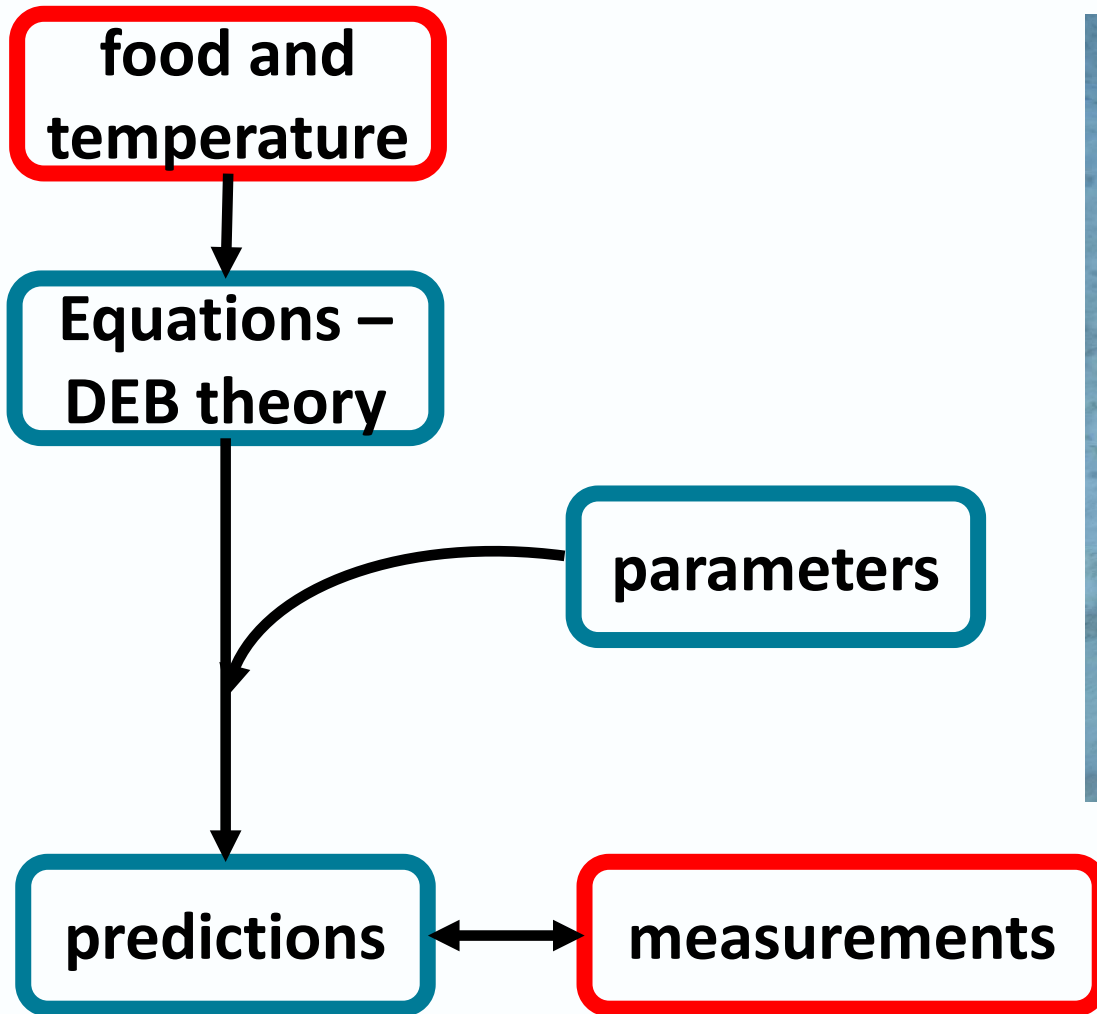 food and
temperature
Equations –
DEB theory
parameters
predictions
measurements